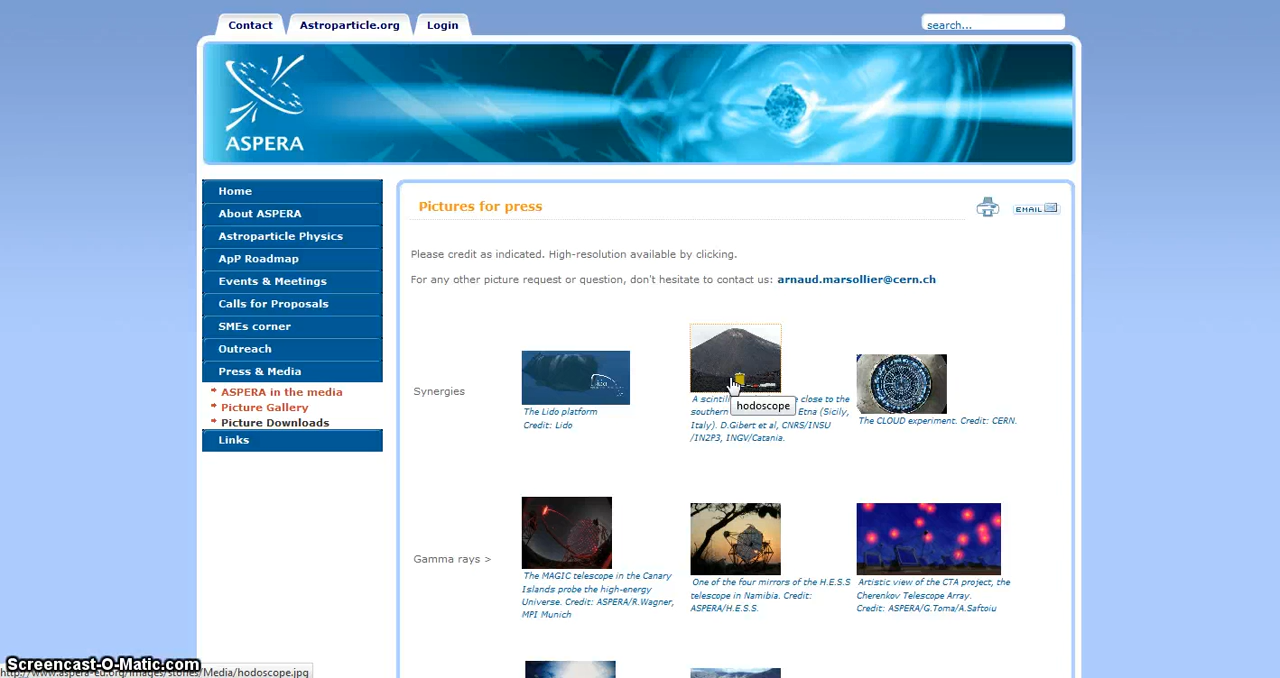 Contact
Astroparticle.org
Login
search...
ASPERA
Home
About ASPERA
Astroparticle Physics
ApP Roadmap
Events & Meetings
Calls for Proposals
SMEs corner
Outreach
Press & Media
ASPERA in the media
Picture Gallery
Picture Downloads
Links
Pictures for press
EMAIL
Please credit as indicated. High-resolution available by clicking.
For any other picture request or question, don't hesitate to contact us: arnaud.marsollier@cern.ch
Synergies
The Lido platform
Credit: Lido
A scintill e close to the
southern Etna (Sicily,
Italy). D.Gibert et al, CNRS/INSU
/IN2P3, INGV/Catania.
hodoscope
The CLOUD experiment. Credit: CERN.
Gamma rays >
The MAGIC telescope in the Canary
Islands probe the high-energy
Universe. Credit: ASPERA/R.Wagner,
MPI Munich
One of the four mirrors of the H.E.S.S
telescope in Namibia. Credit:
ASPERA/H.E.S.S.
Artistic view of the CTA project, the
Cherenkov Telescope Array.
Credit: ASPERA/G.Toma/A.Saftoiu
Screencast-O-Matic.com
http://www.aspera-eu.org/images/stories/Media/hodoscope.jpg